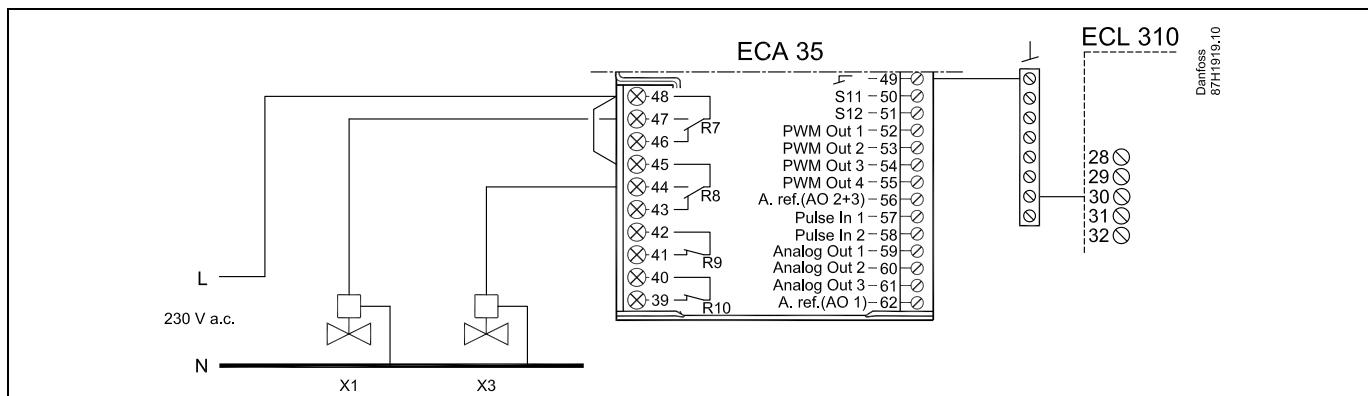 ECA 35
ECL 310
Danfoss
87H1919.10
48
47
R7
46
45
44
R8
43
42
41
R9
40
39
R10
49
S11 - 50
S12 - 51
PWM Out 1 - 52
PWM Out 2 - 53
PWM Out 3 - 54
PWM Out 4 - 55
A. ref.(AO 2+3) - 56
Pulse In 1 - 57
Pulse In 2 - 58
Analog Out 1 - 59
Analog Out 2 - 60
Analog Out 3 - 61
A. ref.(AO 1) - 62
28
29
30
31
32
L
230 V a.c.
N
X1
X3